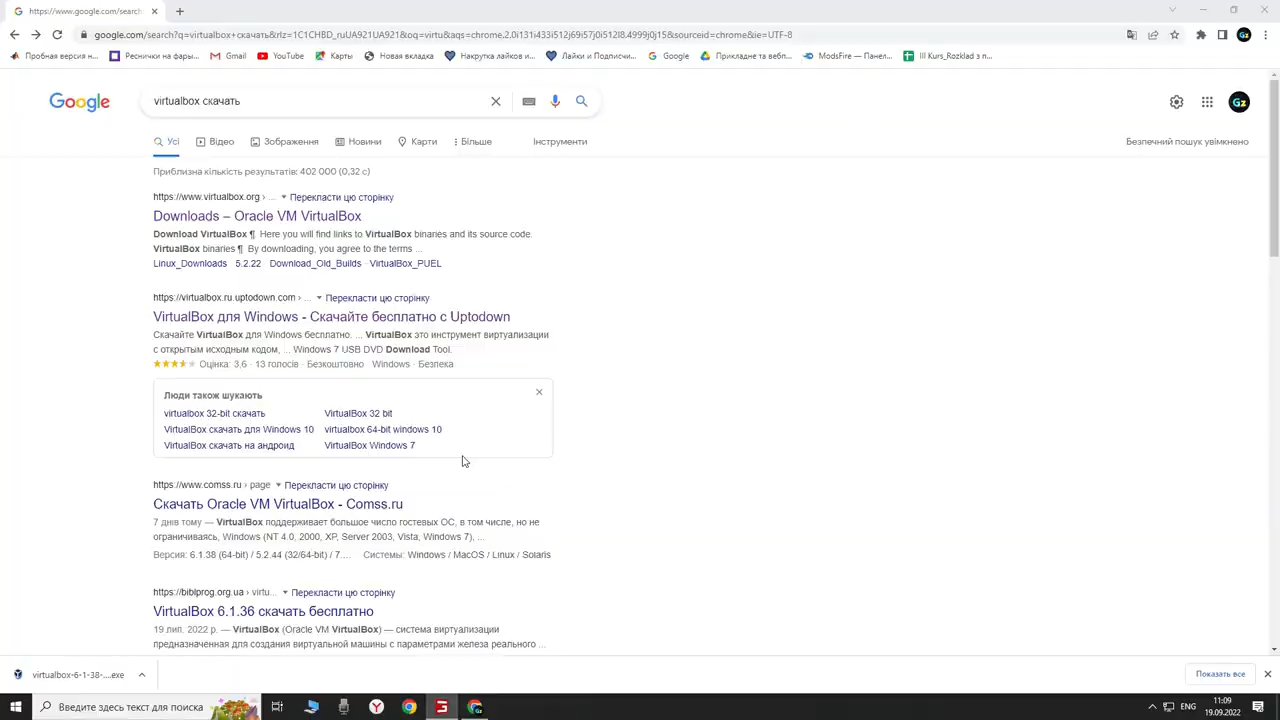 https://www.google.com/search
google.com/search?q=virtualbox+скачать&rlz=1C1CHBD_ruUA921UA921&oq=virtu&aqs=chrome.2.0i131i433i512j69i57j0i512l8.4999j0j15&sourceid=chrome&ie=UTF-8
Пробная версия н... Реснички на фары... Gmail YouTube Карты Новая вкладка Накрутка лайков и... Лайки и Подписчи... Google Прикладне та вебп... ModsFire — Панел... III Kurs_Rozklad з п...
Google
virtualbox скачать
Gz
Усі Відео Зображення Новини Карти Більше Інструменти Безпечний пошук увімкнено
Приблизна кількість результатів: 402 000 (0,32 с)
https://www.virtualbox.org › ... Перекласти цю сторінку
Downloads – Oracle VM VirtualBox
Download VirtualBox ¶ Here you will find links to VirtualBox binaries and its source code.
VirtualBox binaries ¶ By downloading, you agree to the terms ...
Linux_Downloads · 5.2.22 · Download_Old_Builds · VirtualBox_PUEL
https://virtualbox.ru.uptodown.com › ... Перекласти цю сторінку
VirtualBox для Windows - Скачайте бесплатно с Uptodown
Скачайте VirtualBox для Windows бесплатно. ... VirtualBox это инструмент виртуализации
с открытым исходным кодом, ... Windows 7 USB DVD Download Tool.
Оцінка: 3,6 · 13 голосів · Безкоштовно · Windows · Безпека
Люди також шукають
virtualbox 32-bit скачать VirtualBox 32 bit
VirtualBox скачать для Windows 10 virtualbox 64-bit windows 10
VirtualBox скачать на андроид VirtualBox Windows 7
https://www.comss.ru › page Перекласти цю сторінку
Скачать Oracle VM VirtualBox - Comss.ru
7 днів тому — VirtualBox поддерживает большое число гостевых ОС, в том числе, но не
ограничиваясь, Windows (NT 4.0, 2000, XP, Server 2003, Vista, Windows 7), ...
Версия: 6.1.38 (64-bit) / 5.2.44 (32/64-bit) / 7.... Системы: Windows / MacOS / Linux / Solaris
https://biblprog.org.ua › virtu... Перекласти цю сторінку
VirtualBox 6.1.36 скачать бесплатно
19 лип. 2022 р. — VirtualBox (Oracle VM VirtualBox) — система виртуализации
предназначенная для создания виртуальной машины с параметрами железа реального ...
virtualbox-6-1-38-....exe
Показать все
Введите здесь текст для поиска
ENG
11:09
19.09.2022